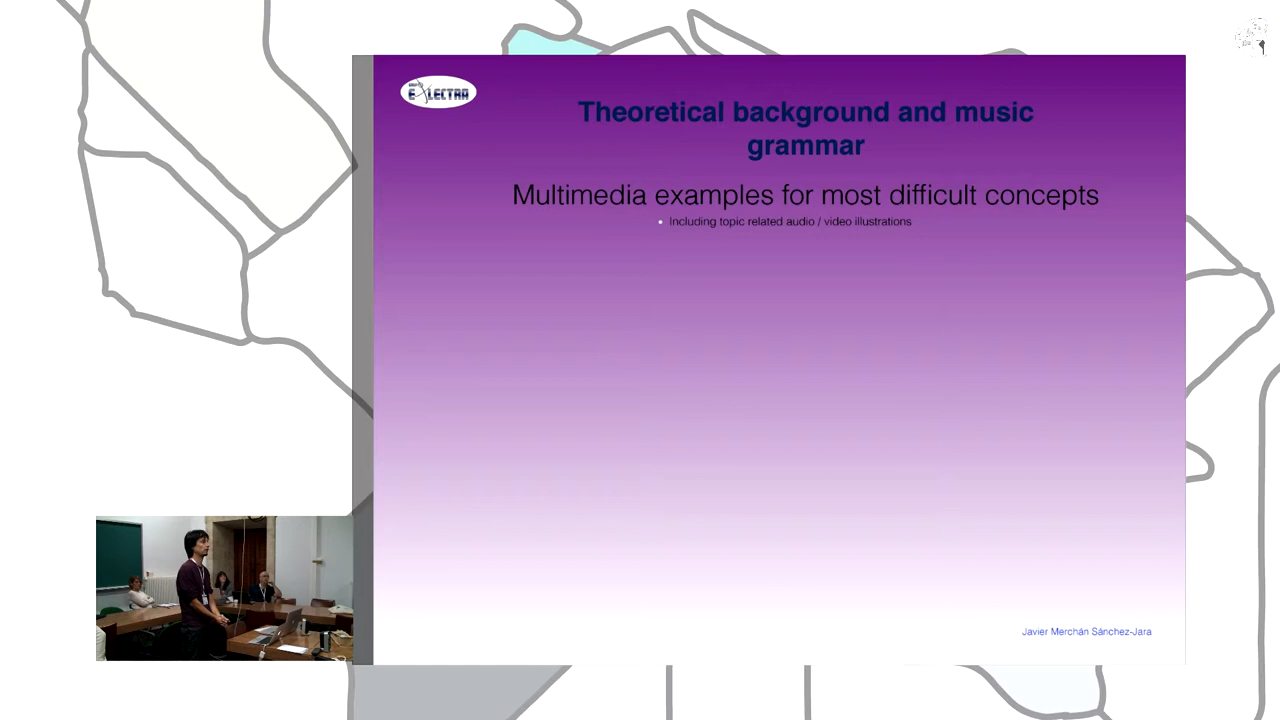 E LECTRA
Theoretical background and music
grammar
Multimedia examples for most difficult concepts
• Including topic related audio / video illustrations
Javier Merchán Sánchez-Jara